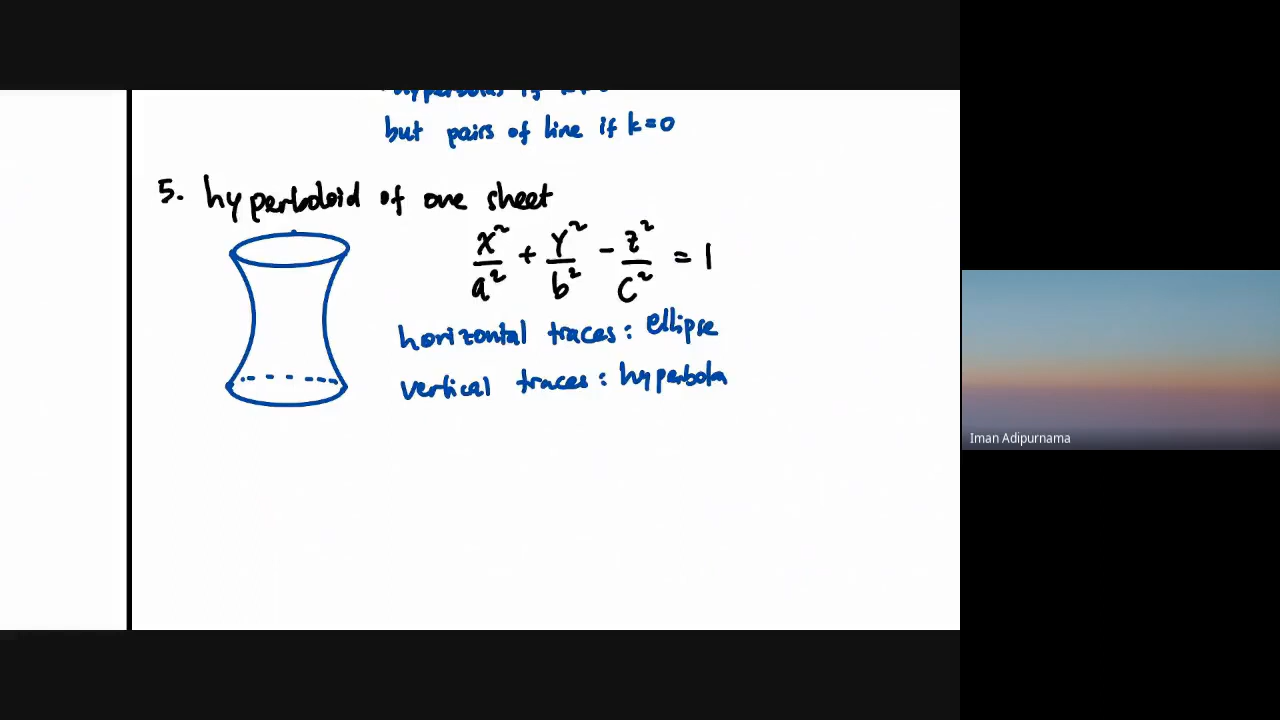 but pairs of line if k=0
5. hyperboloid of one sheet
x²/a² + y²/b² - z²/c² = 1
horizontal traces: ellipse
vertical traces: hyperbola
Iman Adipurnama